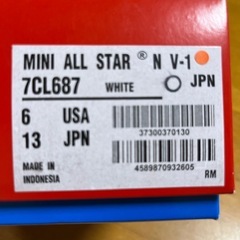 MINI ALL STAR ® N V-1
7CL687 WHITE JPN
6 USA
13 JPN
37300370130
MADE IN
INDONESIA
4589870932605
RM